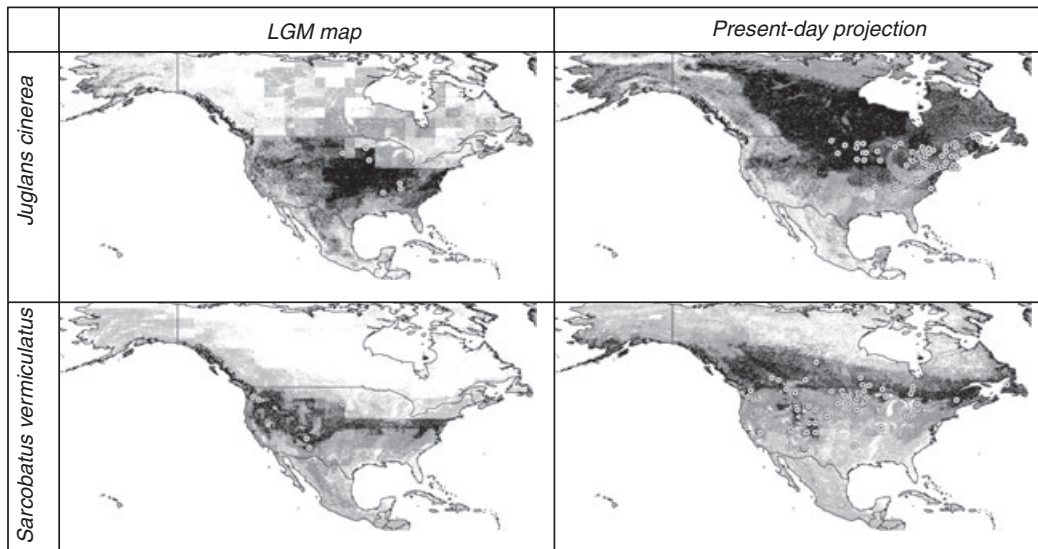 LGM map
Present-day projection
Juglans cinerea
Sarcobatus vermiculatus